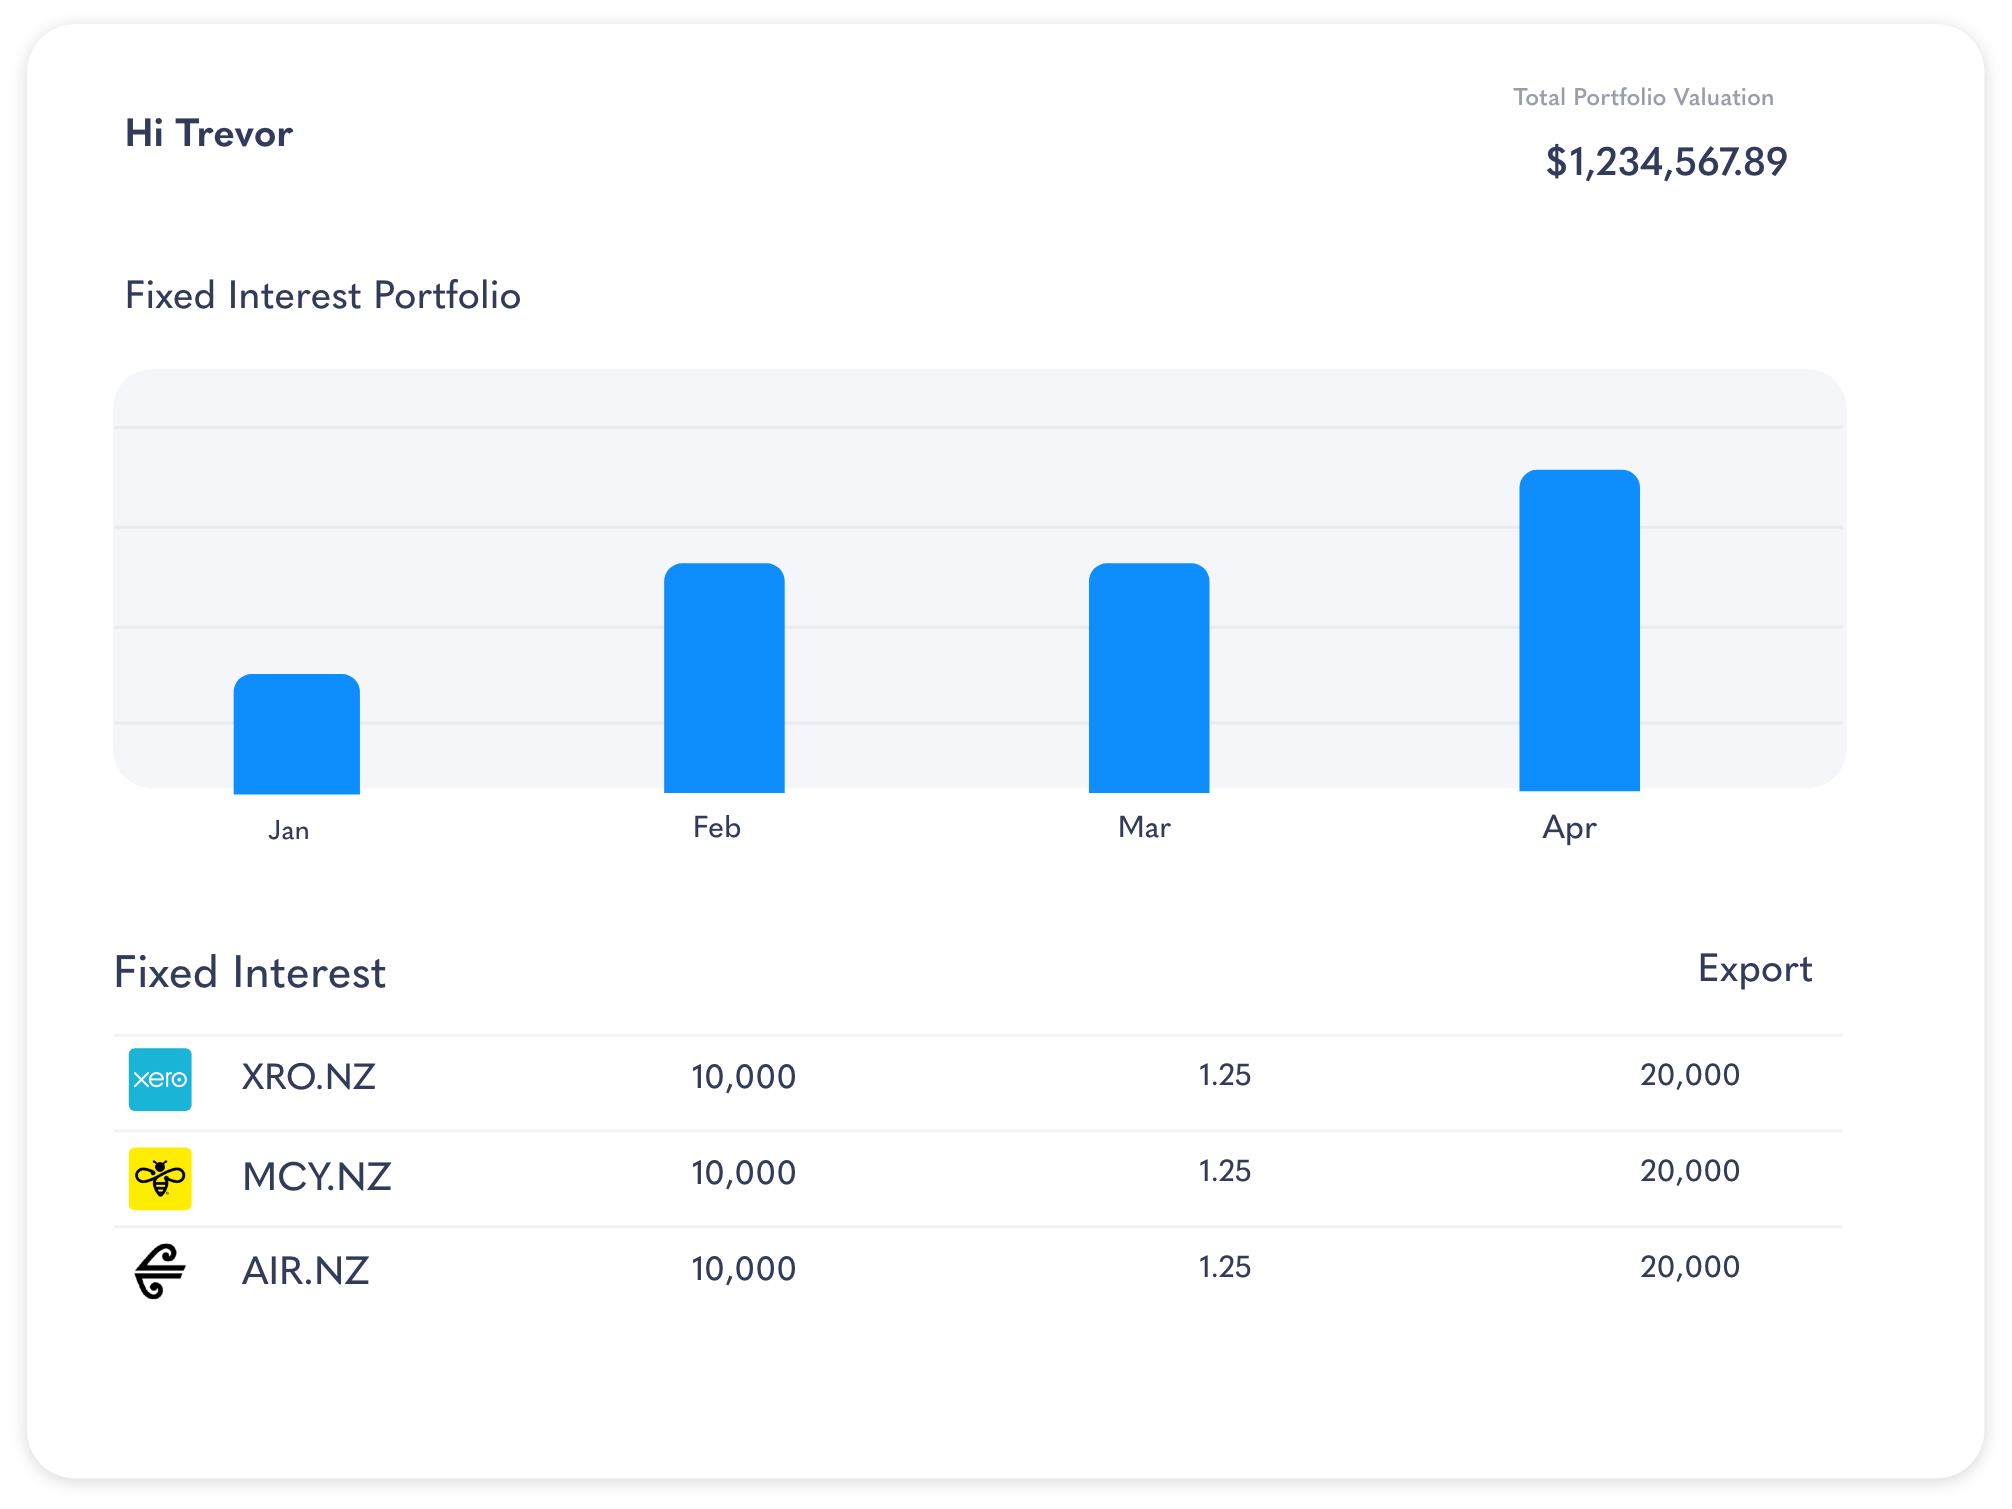 Hi Trevor
Total Portfolio Valuation
$1,234,567.89
Fixed Interest Portfolio
Jan Feb Mar Apr
Fixed Interest Export
xero XRO.NZ 10,000 1.25 20,000
MCY.NZ 10,000 1.25 20,000
AIR.NZ 10,000 1.25 20,000